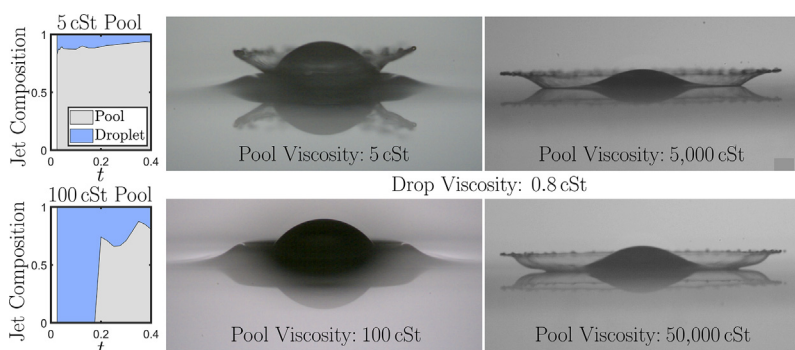 5 cSt Pool
Jet Composition
1
0.5
0
Pool
Droplet
0 0.2 0.4
t
Pool Viscosity: 5 cSt
Pool Viscosity: 5,000 cSt
Drop Viscosity: 0.8 cSt
100 cSt Pool
Jet Composition
1
0.5
0
0 0.2 0.4
t
Pool Viscosity: 100 cSt
Pool Viscosity: 50,000 cSt